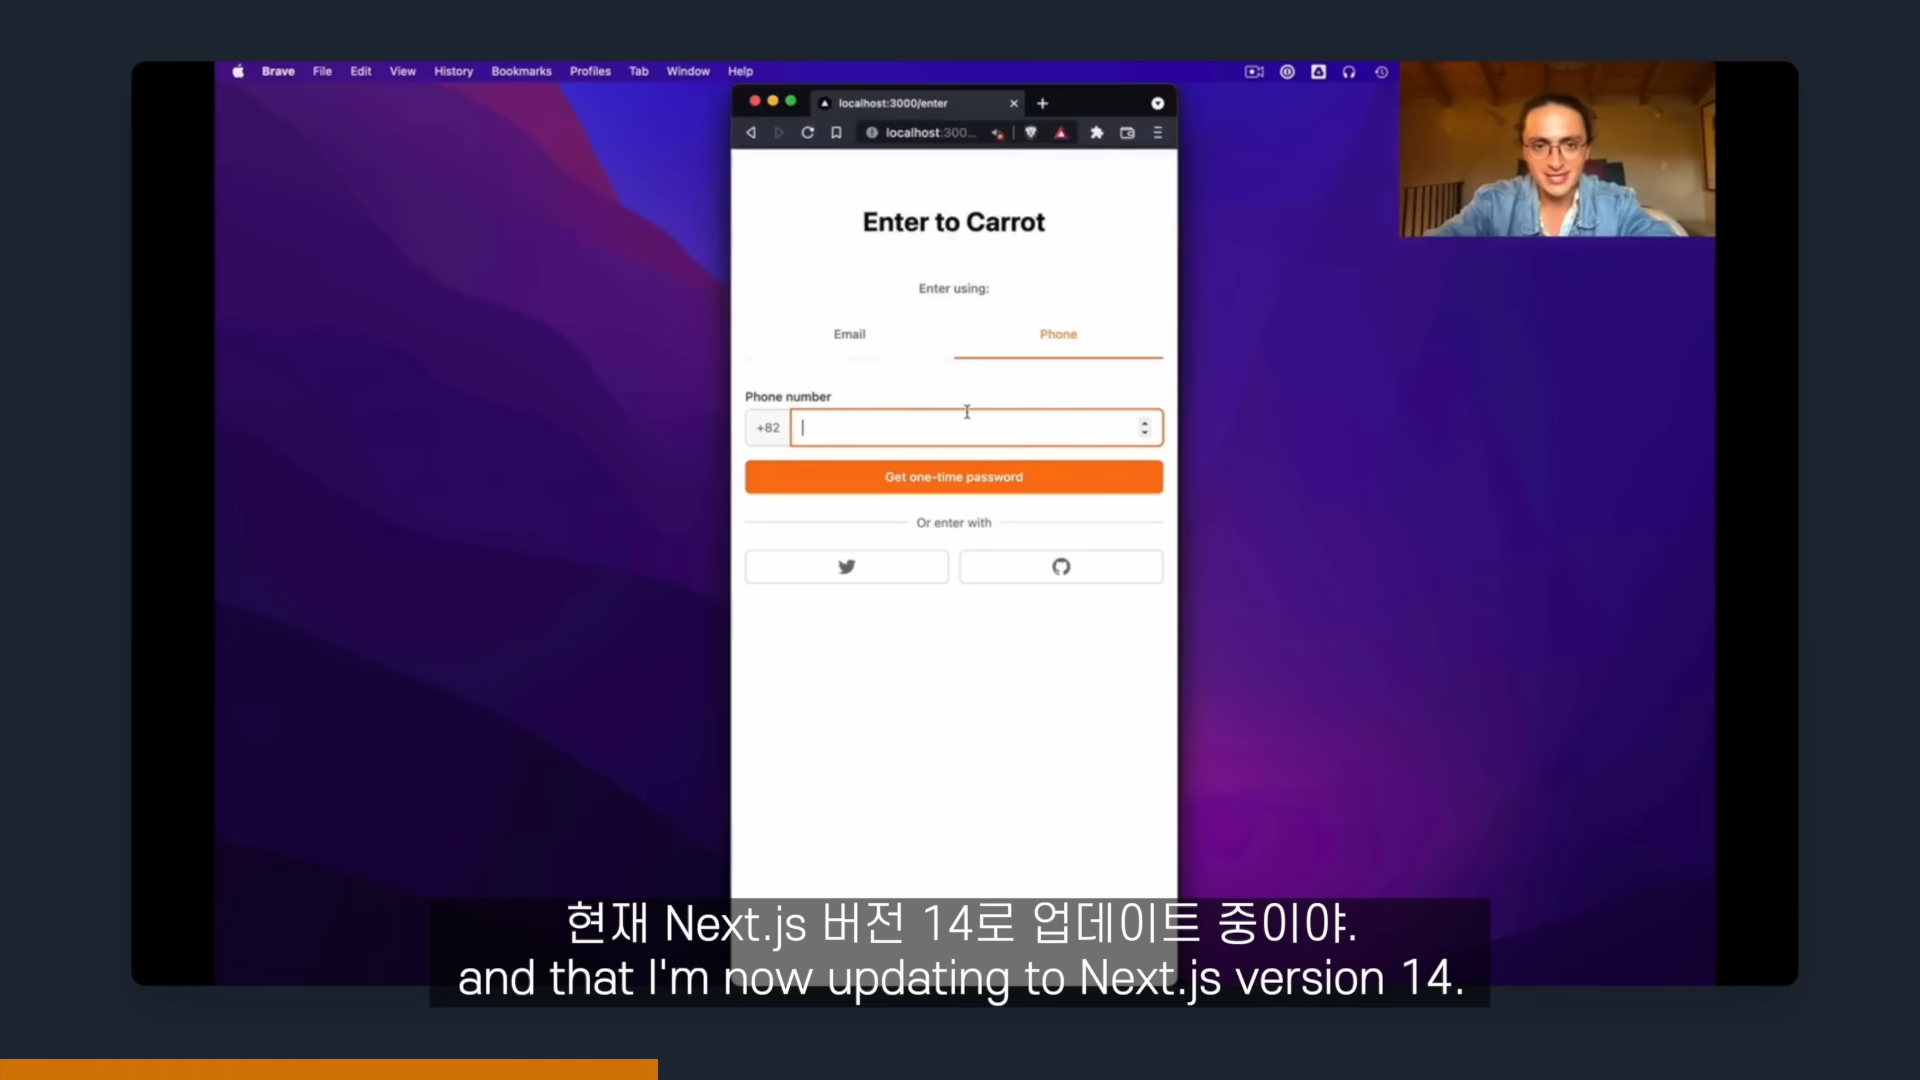 Brave File Edit View History Bookmarks Profiles Tab Window Help
localhost:3000/enter
localhost:300...
Enter to Carrot
Enter using:
Email Phone
Phone number
+82
Get one-time password
Or enter with
현재 Next.js 버전 14로 업데이트 중이야.
and that I'm now updating to Next.js version 14.